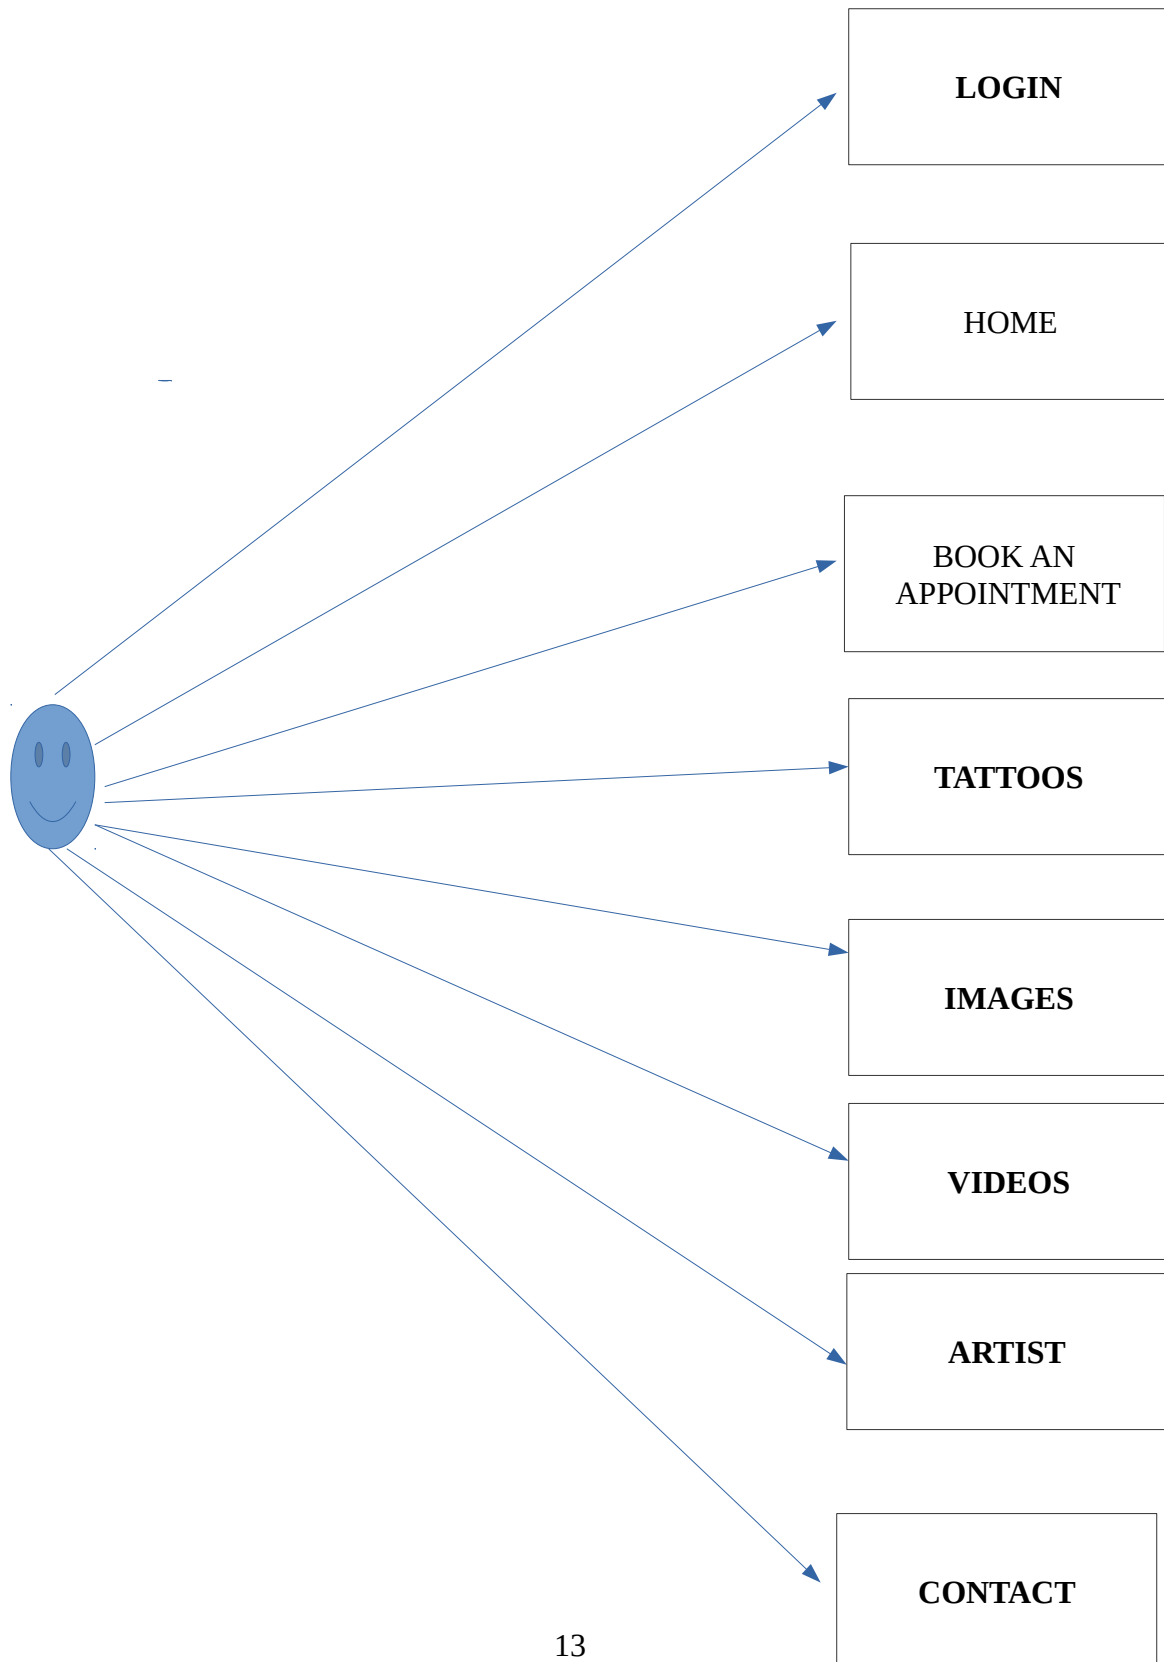 LOGIN
HOME
BOOK AN
APPOINTMENT
TATTOOS
IMAGES
VIDEOS
ARTIST
CONTACT
13